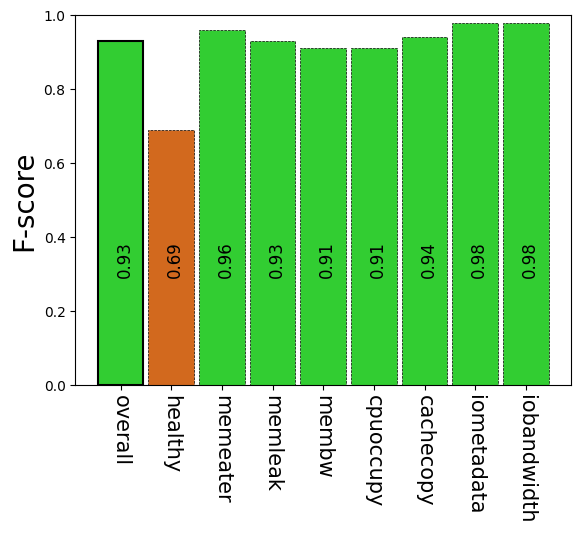 1.0
0.8
0.6
0.4
0.2
0.0
F-score
0.93
0.69
0.96
0.93
0.91
0.91
0.94
0.98
0.98
overall
healthy
memeater
memleak
membw
cpuoccupy
cachecopy
iometadata
iobandwidth